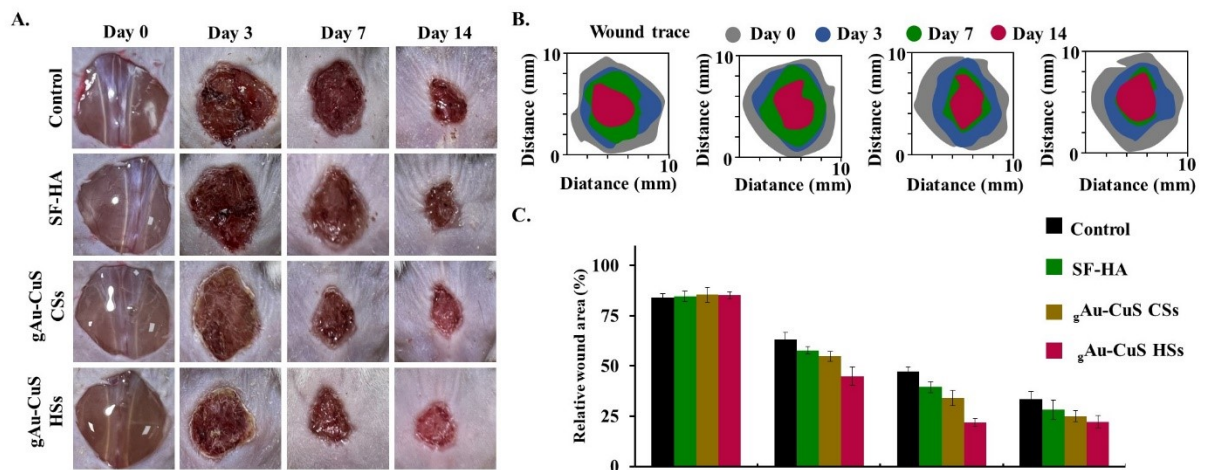 A.
Day 0 Day 3 Day 7 Day 14
Control
SF-HA
gAu-CuS CSs
gAu-CuS HSs
B.
Wound trace Day 0 Day 3 Day 7 Day 14
Distance (mm) 10 0 10 Diatance (mm)
Distance (mm) 10 0 10 Diatance (mm)
Distance (mm) 10 0 10 Diatance (mm)
Distance (mm) 10 0 10 Diatance (mm)
C.
Relative wound area (%)
100
75
50
25
0
Control
SF-HA
gAu-CuS CSs
gAu-CuS HSs